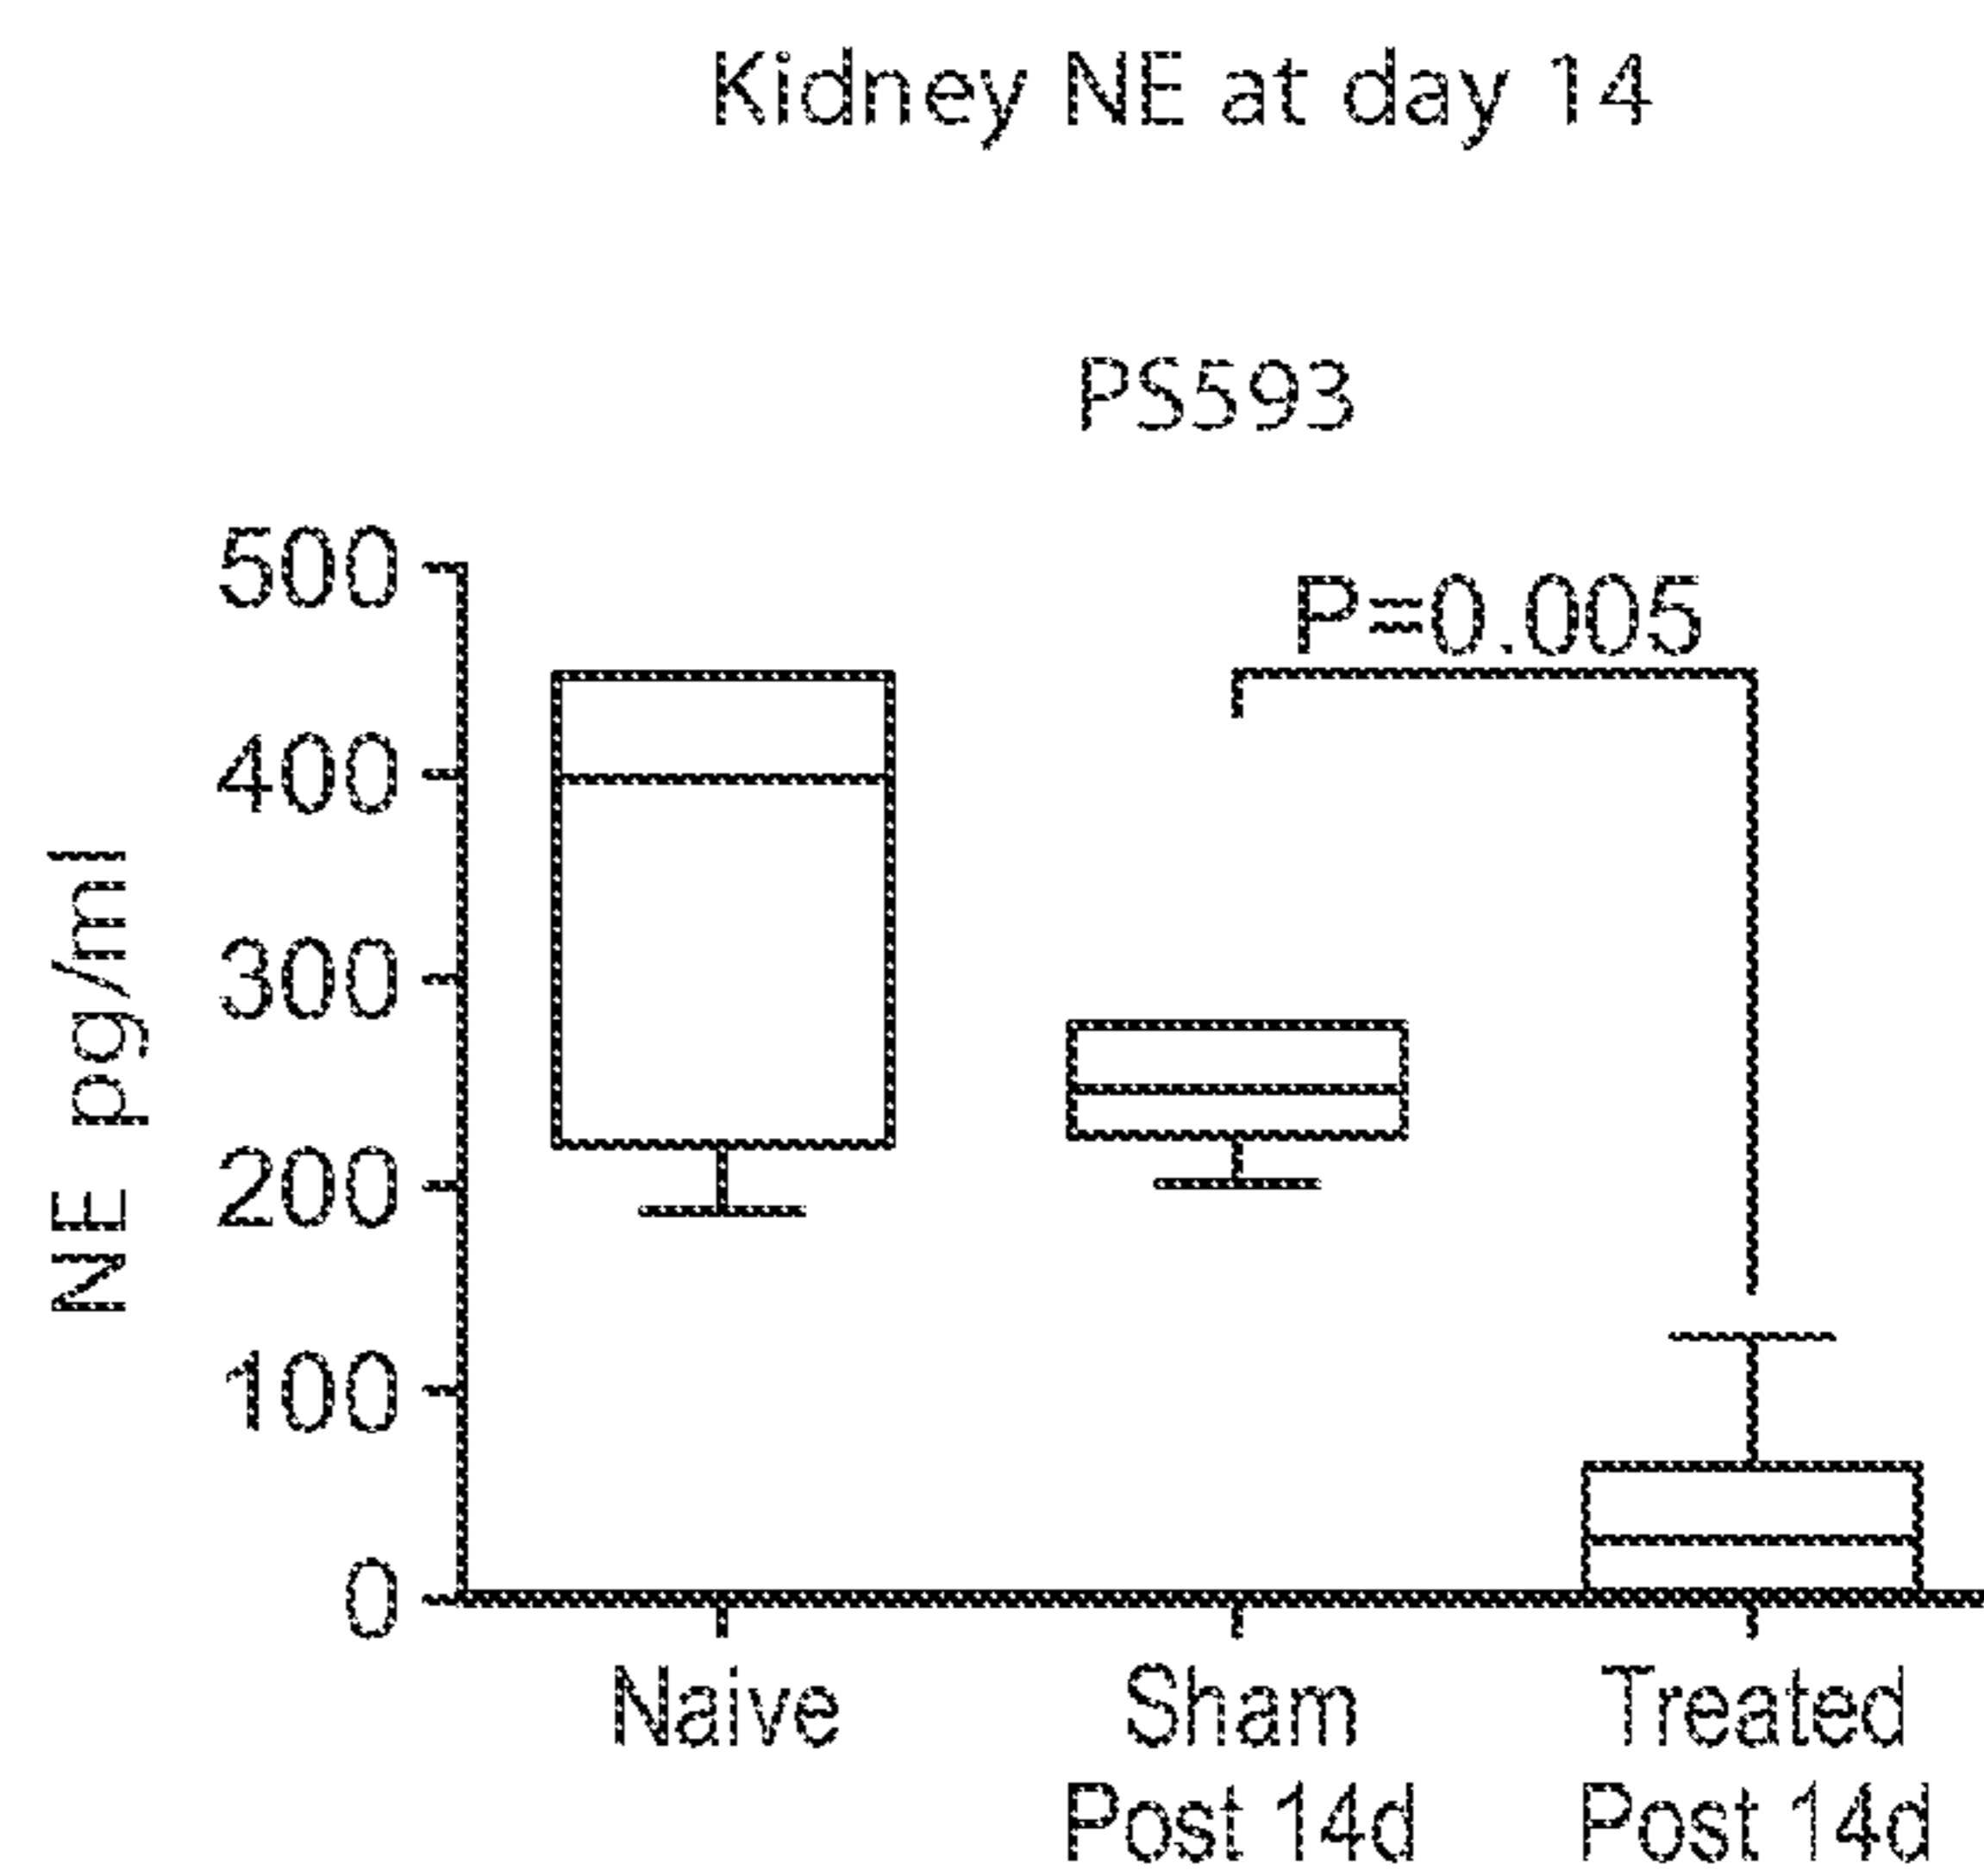 Kidney NE at day 14
PS593
P=0.005
NE pg/ml
500
400
300
200
100
0
Naive
Sham
Post 14d
Treated
Post 14d